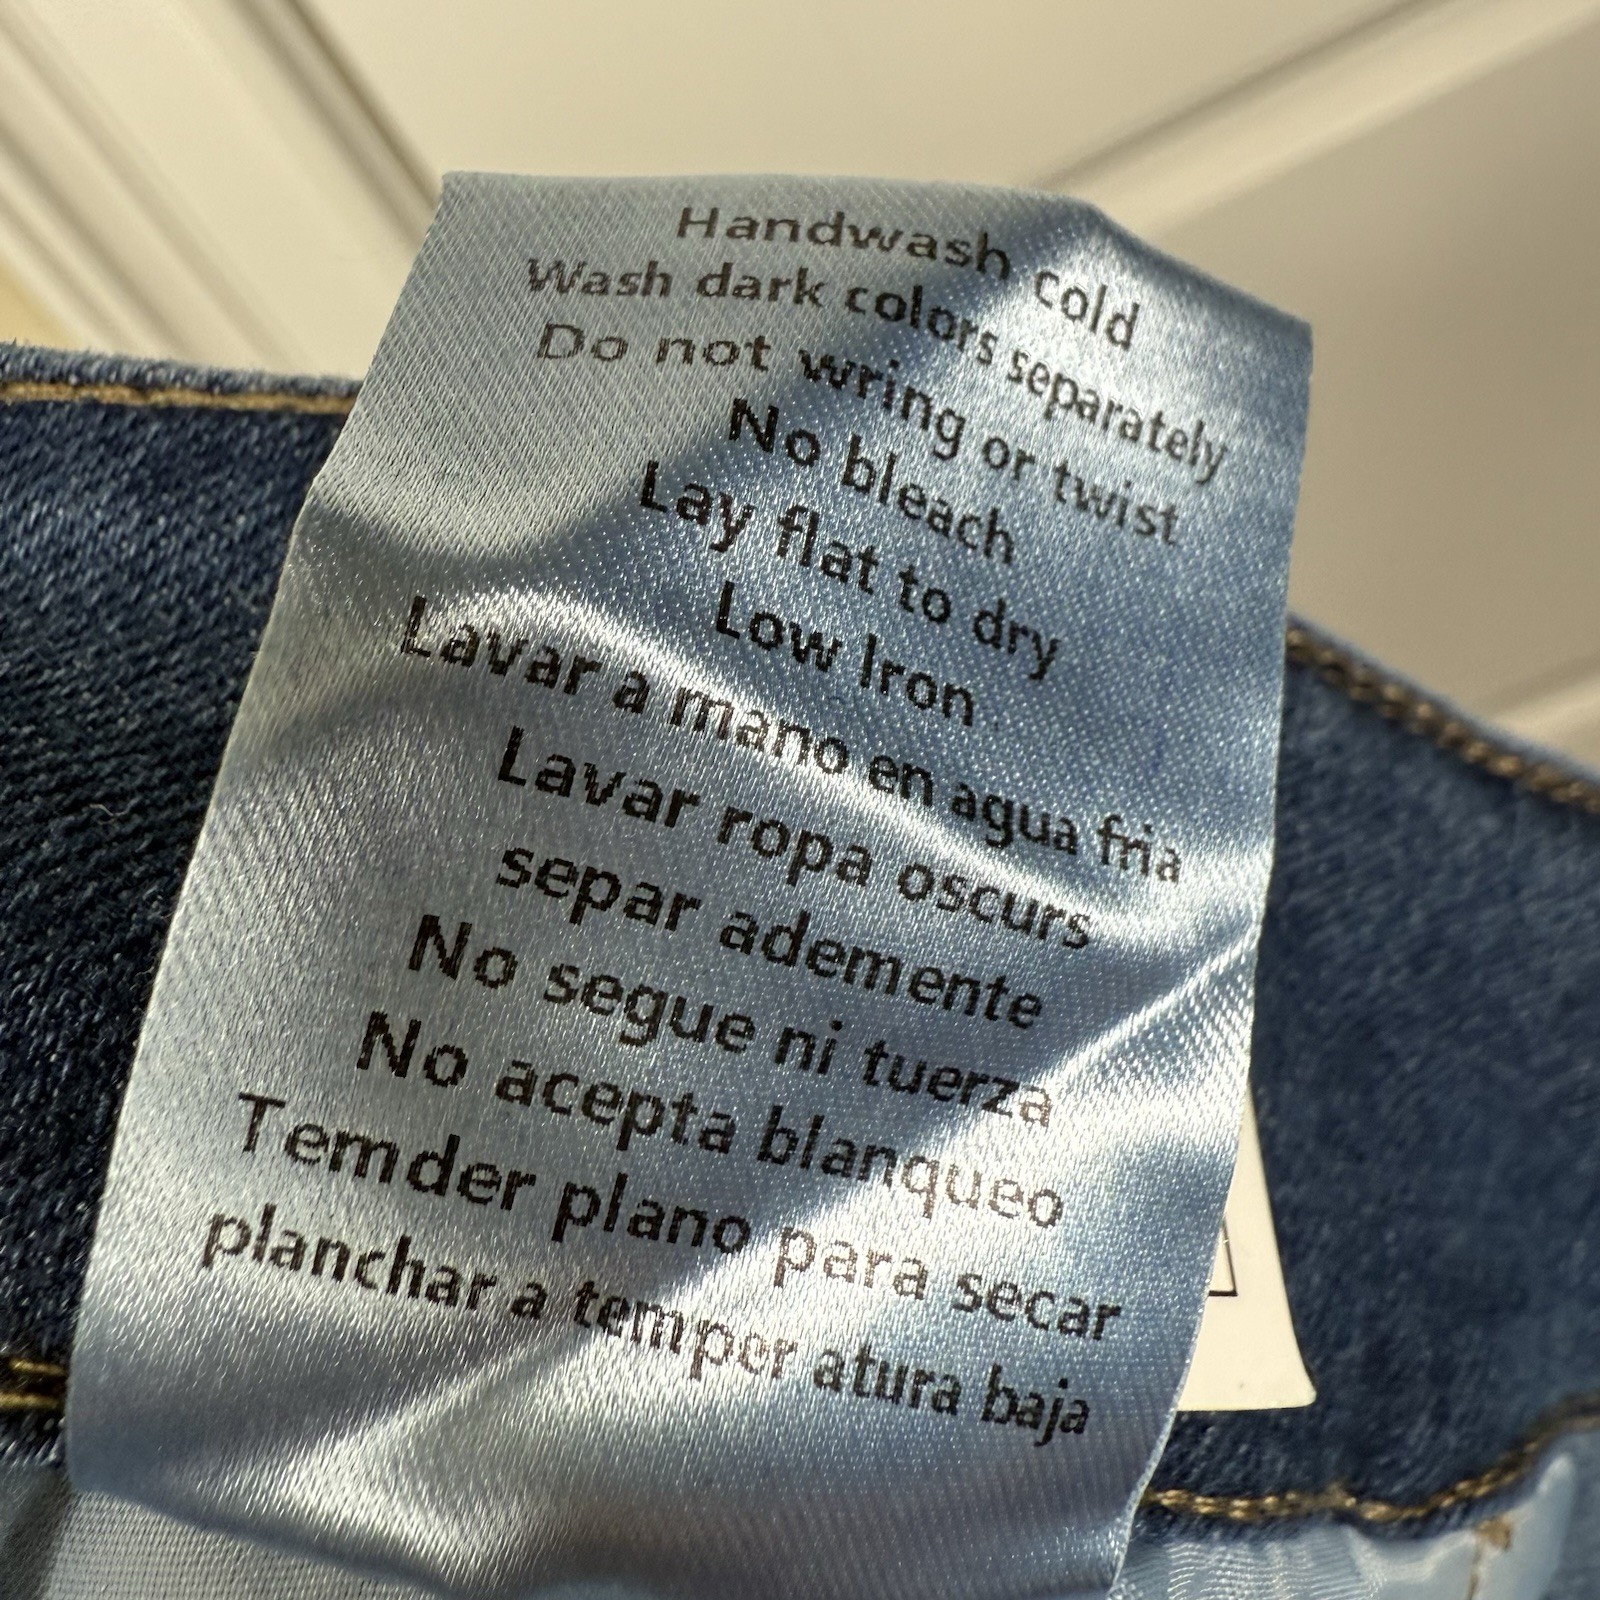 Handwash cold
Wash dark colors separately
Do not wring or twist
No bleach
Lay flat to dry
Low Iron
Lavar a mano en agua fria
Lavar ropa oscurs
separ ademente
No segue ni tuerza
No acepta blanqueo
Temder plano para secar
planchar a temper atura baja